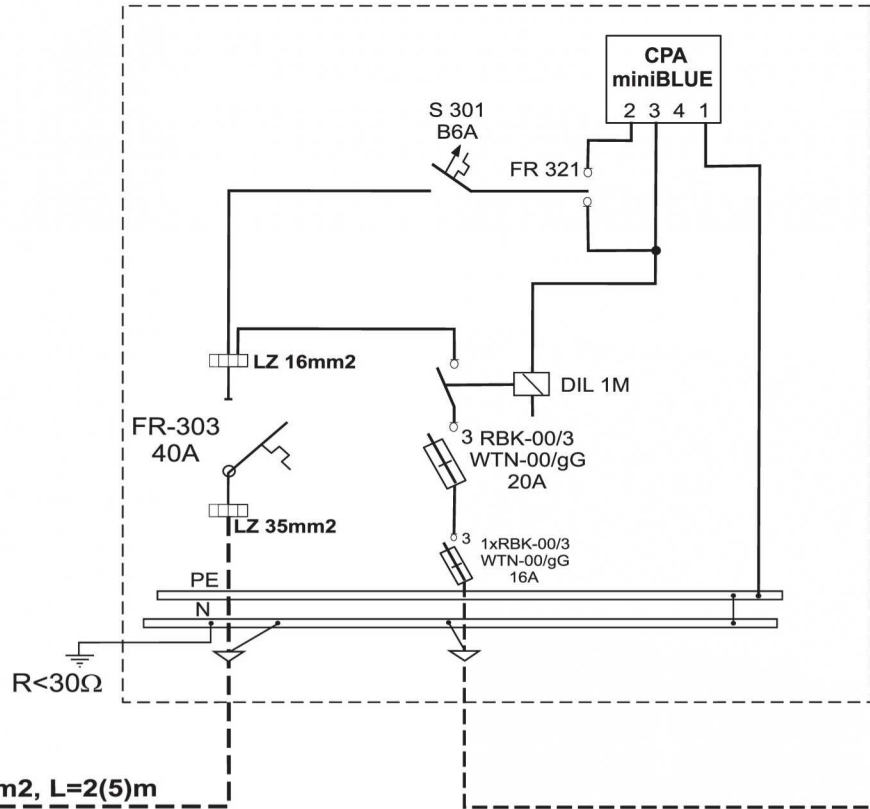 CPA
miniBLUE
2 3 4 1
S 301
B6A
FR 321
LZ 16mm2
DIL 1M
FR-303
40A
3 RBK-00/3
WTN-00/gG
20A
LZ 35mm2
3 1xRBK-00/3
WTN-00/gG
16A
PE
N
R<30Ω
m2, L=2(5)m